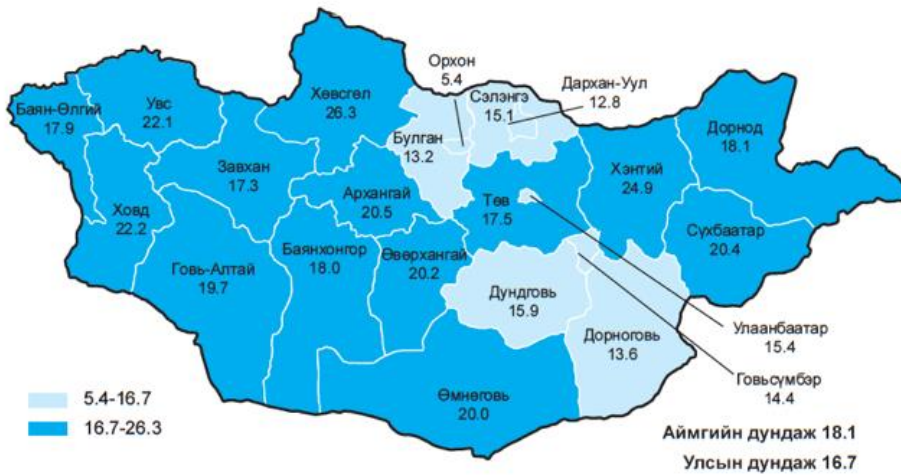 Орхон
5.4
Дархан-Уул
12.8
Сэлэнгэ
15.1
Хөвсгөл
26.3
Увс
22.1
Баян-Өлгий
17.9
Булган
13.2
Дорнод
18.1
Завхан
17.3
Хэнтий
24.9
Архангай
20.5
Төв
17.5
Ховд
22.2
Сүхбаатар
20.4
Баянхонгор
18.0
Өвөрхангай
20.2
Говь-Алтай
19.7
Дундговь
15.9
Улаанбаатар
15.4
Дорноговь
13.6
Говьсүмбэр
14.4
Өмнөговь
20.0
5.4-16.7
16.7-26.3
Аймгийн дундаж 18.1
Улсын дундаж 16.7